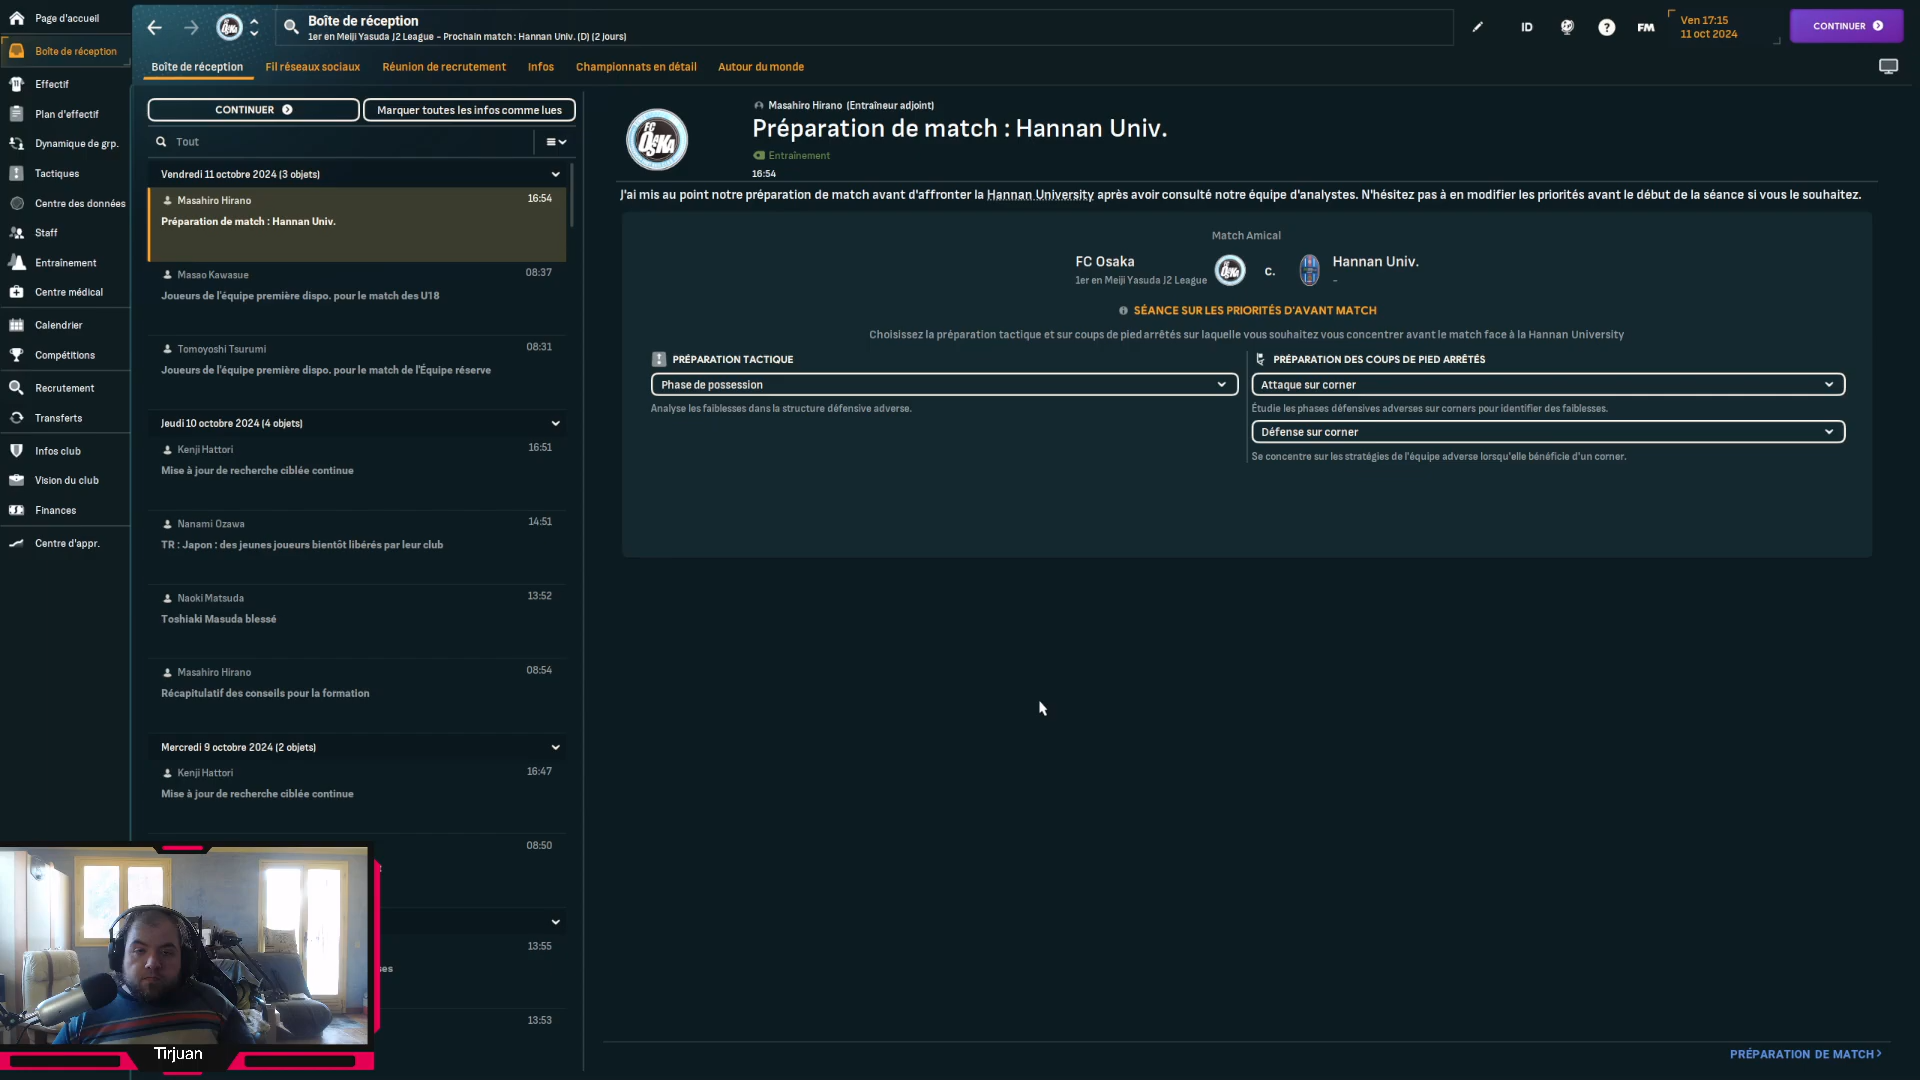 Page d'accueil
Boîte de réception
Effectif
Plan d'effectif
Dynamique de grp.
Tactiques
Centre des données
Staff
Entraînement
Centre médical
Calendrier
Compétitions
Recrutement
Transferts
Infos club
Vision du club
Finances
Centre d'appr.
Boîte de réception
1er en Meiji Yasuda J2 League - Prochain match : Hannan Univ. (D) (2 jours)
ID
FM
Ven 17:15
11 oct 2024
CONTINUER
Boîte de réception
Fil réseaux sociaux
Réunion de recrutement
Infos
Championnats en détail
Autour du monde
CONTINUER
Marquer toutes les infos comme lues
Tout
Vendredi 11 octobre 2024 (3 objets)
Masahiro Hirano 16:54
Préparation de match : Hannan Univ.
Masao Kawasue 08:37
Joueurs de l'équipe première dispo. pour le match des U18
Tomoyoshi Tsurumi 08:31
Joueurs de l'équipe première dispo. pour le match de l'Équipe réserve
Jeudi 10 octobre 2024 (4 objets)
Kenji Hattori 16:51
Mise à jour de recherche ciblée continue
Nanami Ozawa 14:51
TR : Japon : des jeunes joueurs bientôt libérés par leur club
Naoki Matsuda 13:52
Toshiaki Masuda blessé
Masahiro Hirano 08:54
Récapitulatif des conseils pour la formation
Mercredi 9 octobre 2024 (2 objets)
Kenji Hattori 16:47
Mise à jour de recherche ciblée continue
08:50
13:55
ses
13:53
Tirjuan
FC OSAKA
Masahiro Hirano (Entraîneur adjoint)
Préparation de match : Hannan Univ.
Entraînement
16:54
J'ai mis au point notre préparation de match avant d'affronter la Hannan University après avoir consulté notre équipe d'analystes. N'hésitez pas à en modifier les priorités avant le début de la séance si vous le souhaitez.
Match Amical
FC Osaka
1er en Meiji Yasuda J2 League
c.
Hannan Univ.
-
SÉANCE SUR LES PRIORITÉS D'AVANT MATCH
Choisissez la préparation tactique et sur coups de pied arrêtés sur laquelle vous souhaitez vous concentrer avant le match face à la Hannan University
PRÉPARATION TACTIQUE
Phase de possession
Analyse les faiblesses dans la structure défensive adverse.
PRÉPARATION DES COUPS DE PIED ARRÊTÉS
Attaque sur corner
Étudie les phases défensives adverses sur corners pour identifier des faiblesses.
Défense sur corner
Se concentre sur les stratégies de l'équipe adverse lorsqu'elle bénéficie d'un corner.
PRÉPARATION DE MATCH